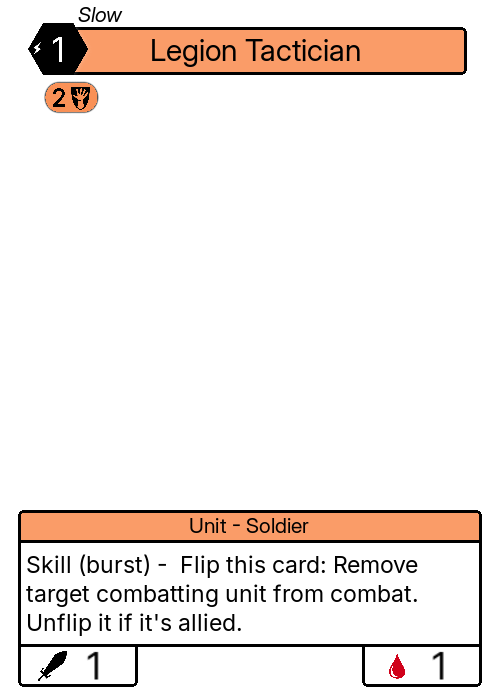 Slow
1 Legion Tactician
2
Unit - Soldier
Skill (burst) -  Flip this card: Remove
target combatting unit from combat.
Unflip it if it's allied.
1 1